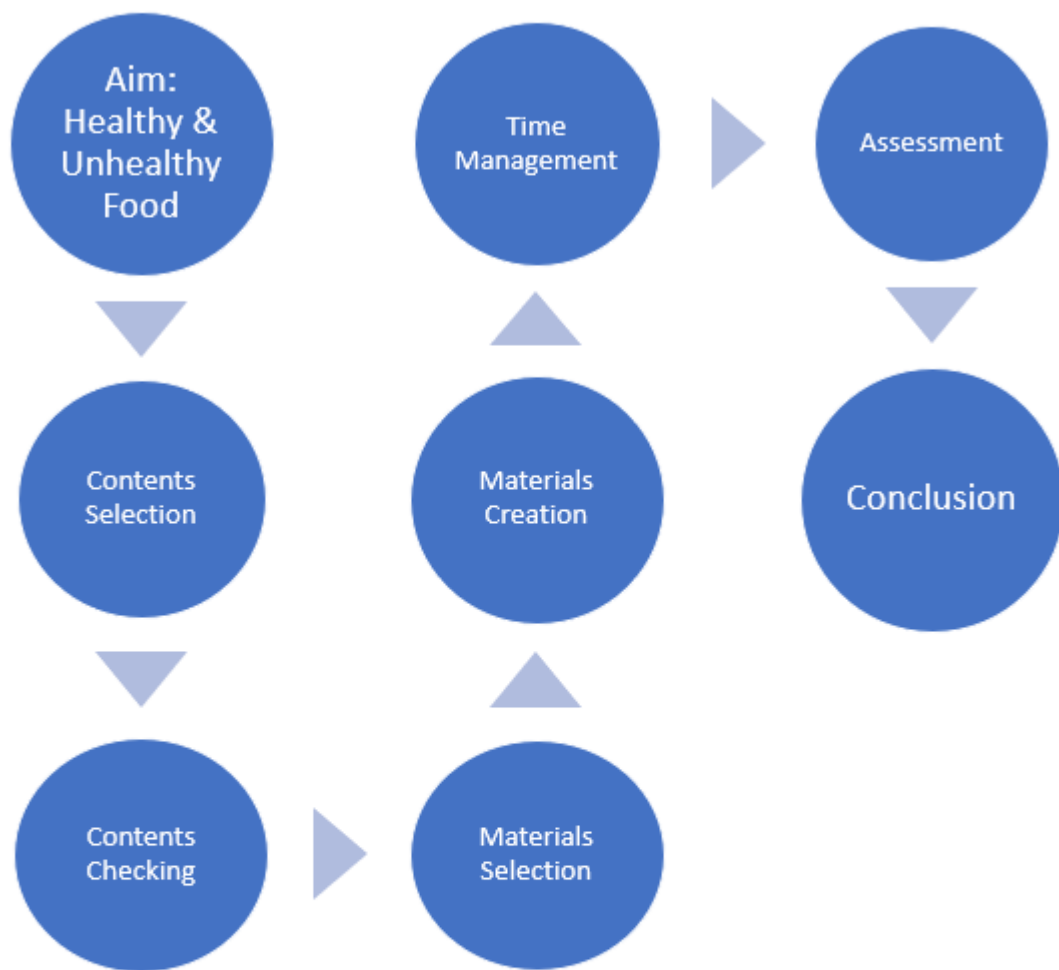 Aim:
Healthy &
Unhealthy
Food
Contents
Selection
Contents
Checking
Materials
Selection
Materials
Creation
Time
Management
Assessment
Conclusion